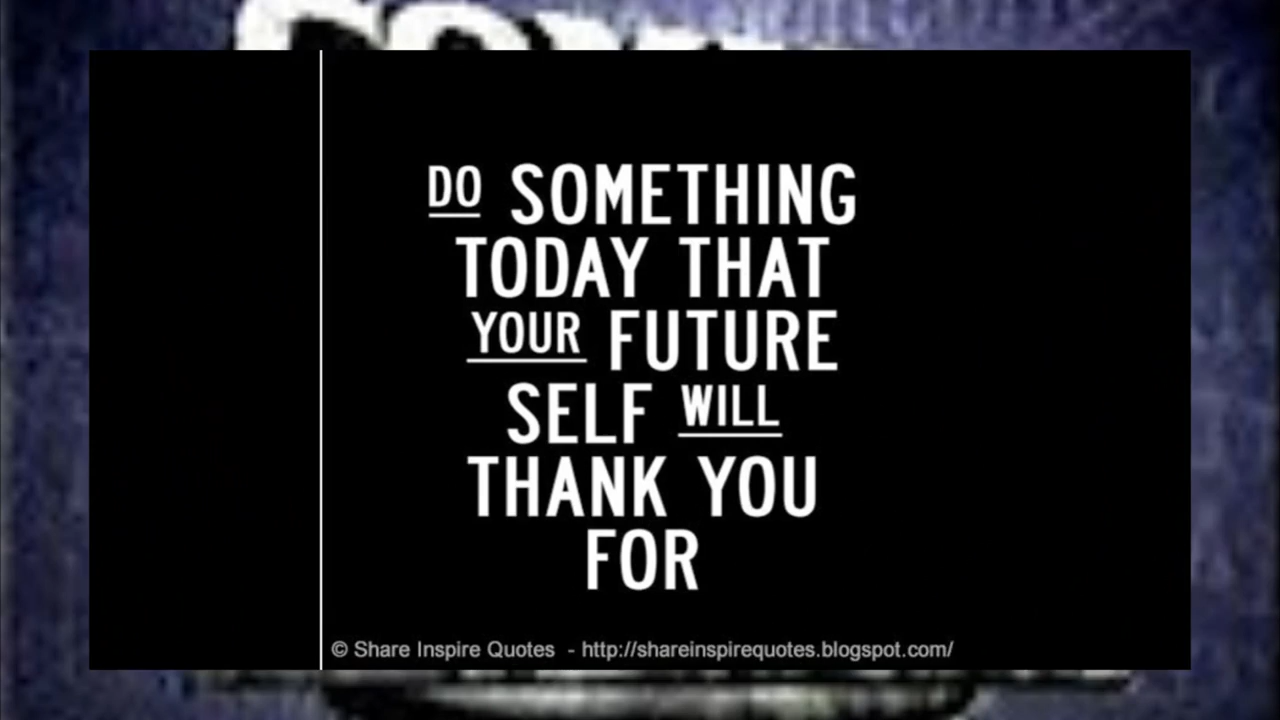 DO SOMETHING
TODAY THAT
YOUR FUTURE
SELF WILL
THANK YOU
FOR
© Share Inspire Quotes - http://shareinspirequotes.blogspot.com/